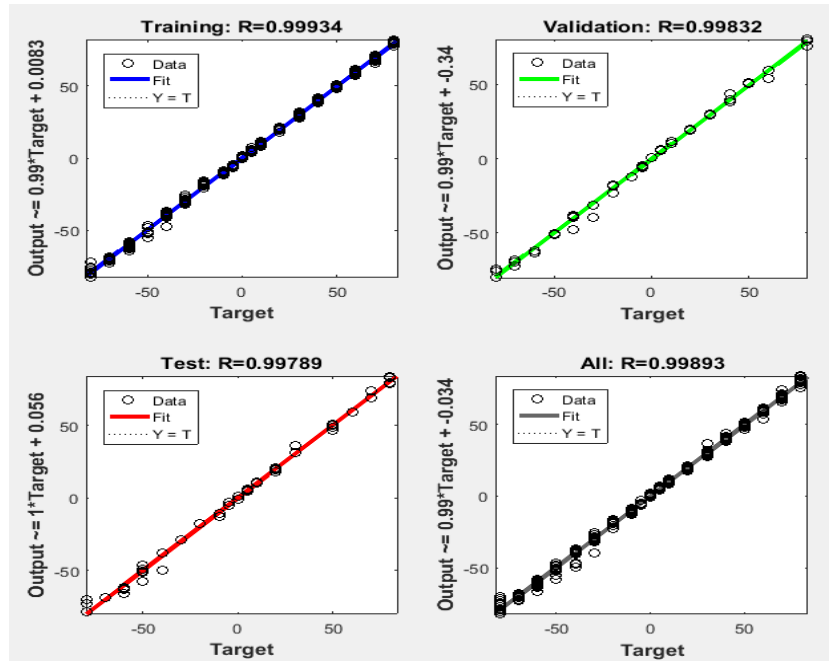 Training: R=0.99934
Output ~= 0.99*Target + 0.0083
50
0
-50
Data
Fit
Y = T
-50
0
50
Target
Validation: R=0.99832
Output ~= 0.99*Target + -0.34
50
0
-50
Data
Fit
Y = T
-50
0
50
Target
Test: R=0.99789
Output ~= 1*Target + 0.056
50
0
-50
Data
Fit
Y = T
-50
0
50
Target
All: R=0.99893
Output ~= 0.99*Target + -0.034
50
0
-50
Data
Fit
Y = T
-50
0
50
Target